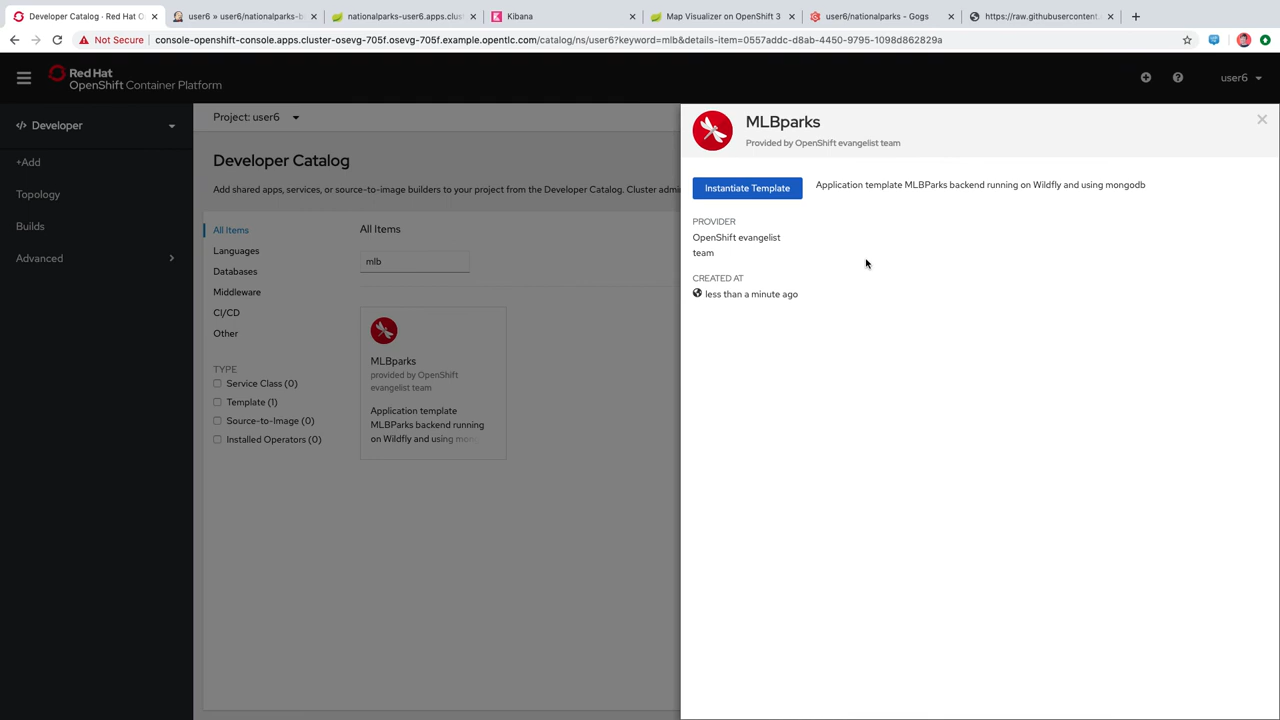 Developer Catalog · Red H
user6 » user6/nationalparks-b
nationalparks-user6.apps.clus
Kibana
Map Visualizer on OpenShift 3
user6/nationalparks - Gogs
https://raw.githubusercontent.
Not Secure
console-openshift-console.apps.cluster-osevg-705f.osevg-705f.example.opentlc.com/catalog/ns/user6?keyword=mlb&details-item=0557addc-d8ab-4450-9795-1098d862829a
Red Hat
OpenShift Container Platform
user6
Developer
+Add
Topology
Builds
Advanced
Project: user6
Developer Catalog
Add shared apps, services, or source-to-image builders to your project from the Developer Catalog. Cluster admi
All Items
Languages
Databases
Middleware
CI/CD
Other
TYPE
Service Class (0)
Template (1)
Source-to-Image (0)
Installed Operators (0)
All Items
mlb
MLBparks
provided by OpenShift
evangelist team
Application template
MLBParks backend running
on Wildfly and using mong
MLBparks
Provided by OpenShift evangelist team
Instantiate Template
Application template MLBParks backend running on Wildfly and using mongodb
PROVIDER
OpenShift evangelist
team
CREATED AT
less than a minute ago